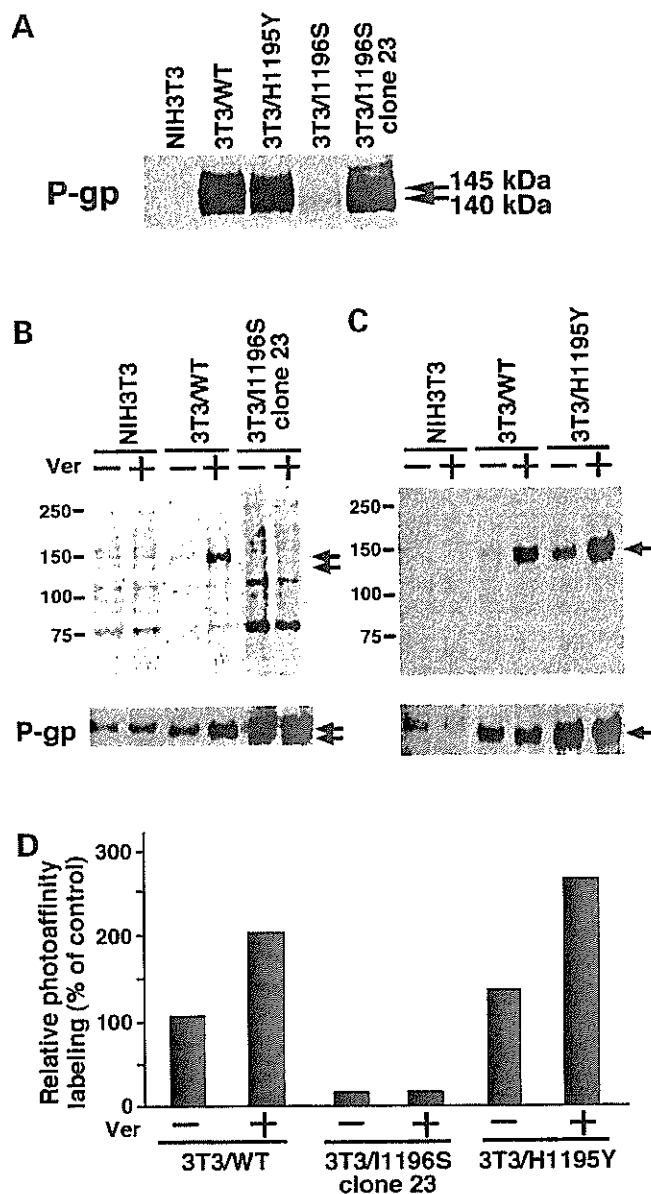 A
NIH3T3
3T3/WT
3T3/H1195Y
3T3/I1196S
3T3/I1196S
clone 23
P-gp
145 kDa
140 kDa
B
NIH3T3
3T3/WT
3T3/I1196S
clone 23
Ver − + − + − +
250
150
100
75
P-gp
C
NIH3T3
3T3/WT
3T3/H1195Y
− + − + − +
250
150
100
75
D
Relative photoaffinity
labeling (% of control)
300
200
100
0
Ver − + − + − +
3T3/WT
3T3/I1196S
clone 23
3T3/H1195Y